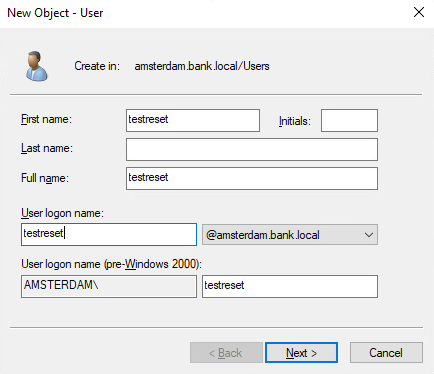 New Object - User
Create in: amsterdam.bank.local/Users
First name: testreset Initials:
Last name:
Full name: testreset
User logon name:
testreset @amsterdam.bank.local
User logon name (pre-Windows 2000):
AMSTERDAM\ testreset
< Back Next > Cancel